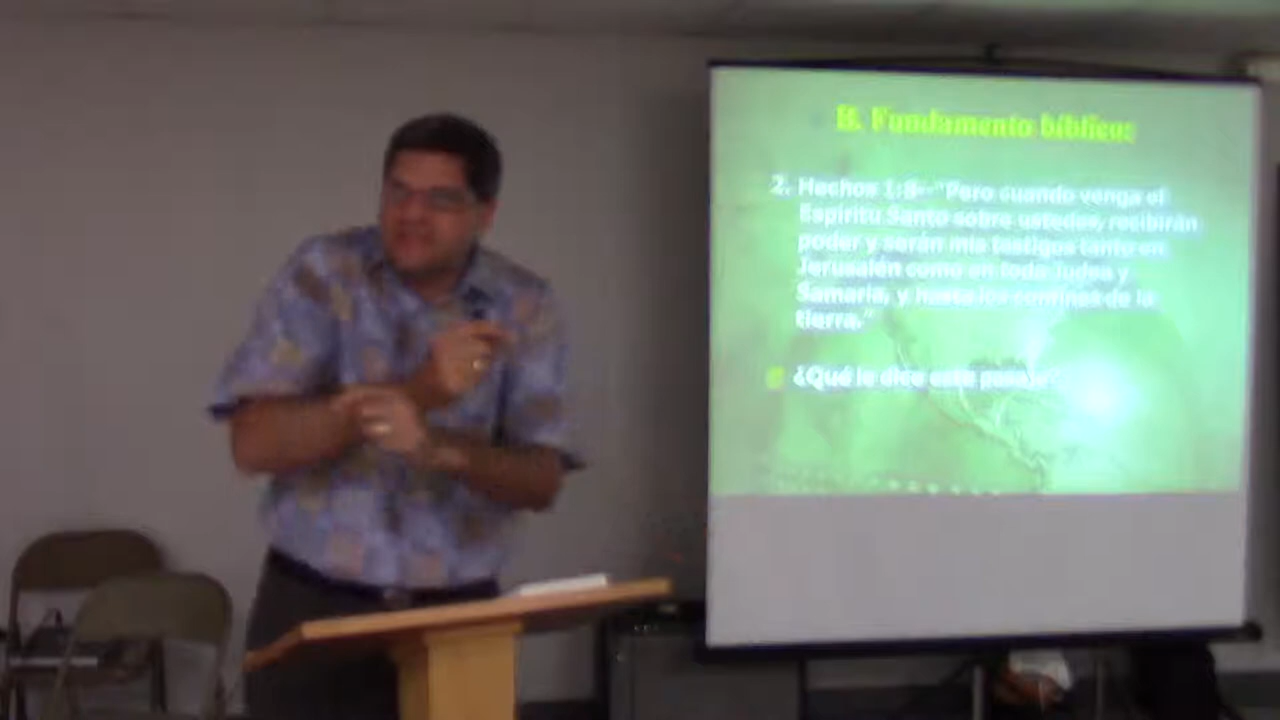 II. Fundamento bíblico:
2. Hechos 1:8--"Pero cuando venga el
Espíritu Santo sobre ustedes, recibirán
poder y serán mis testigos tanto en
Jerusalén como en toda Judea y
Samaria, y hasta los confines de la
tierra."
¿Qué le dice este